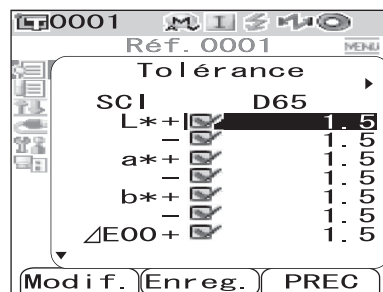 0001 M I
Réf. 0001 MENU
Tolérance
SCI D65
L*+ 1.5
− 1.5
a*+ 1.5
− 1.5
b*+ 1.5
− 1.5
⊿E00+ 1.5
Modif. Enreg. PREC